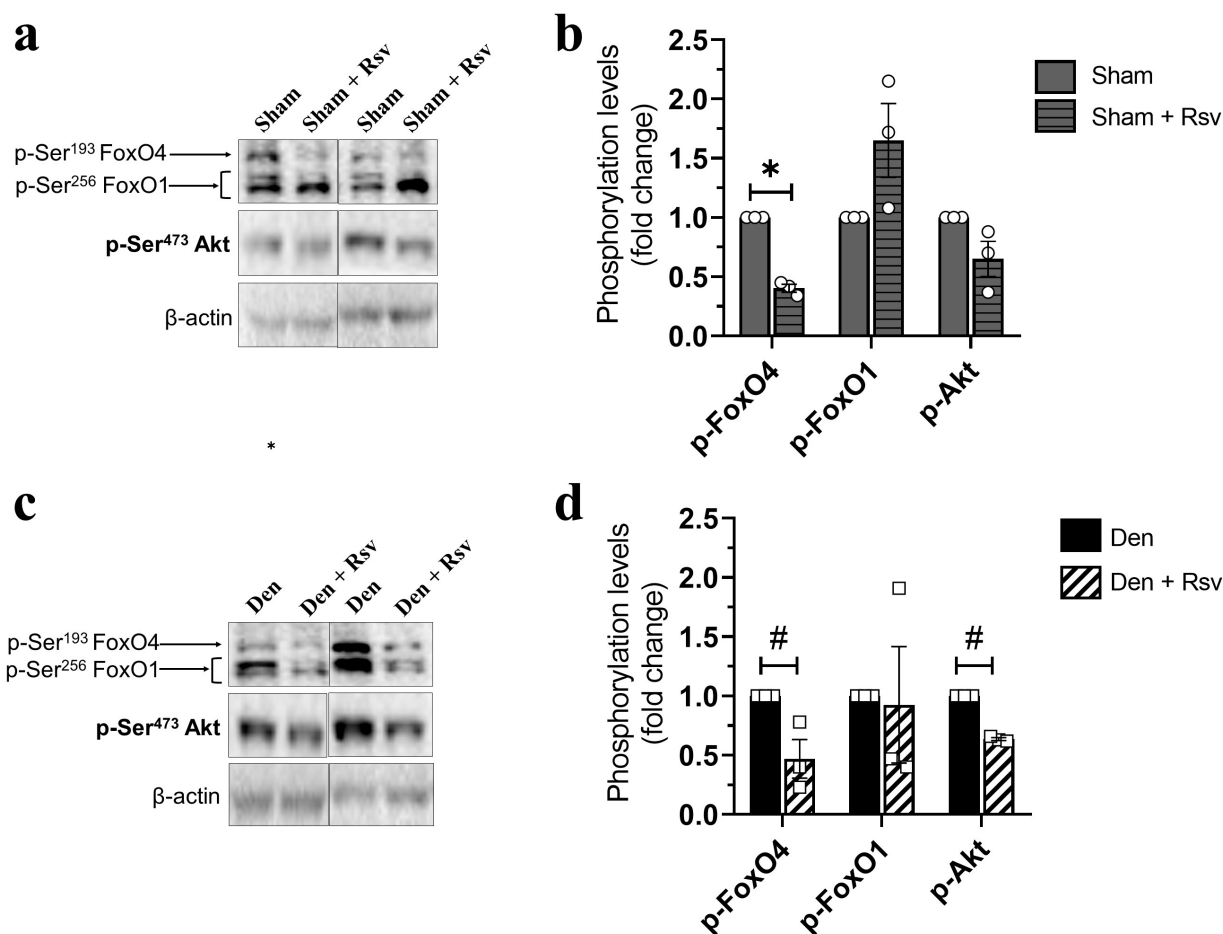 a
Sham
Sham + Rsv
Sham
Sham + Rsv
p-Ser¹⁹³ FoxO4
p-Ser²⁵⁶ FoxO1
p-Ser⁴⁷³ Akt
β-actin
*
b
Phosphorylation levels
(fold change)
2.5
2.0
1.5
1.0
0.5
0.0
*
p-FoxO4
p-FoxO1
p-Akt
Sham
Sham + Rsv
c
Den
Den + Rsv
Den
Den + Rsv
p-Ser¹⁹³ FoxO4
p-Ser²⁵⁶ FoxO1
p-Ser⁴⁷³ Akt
β-actin
d
Phosphorylation levels
(fold change)
2.5
2.0
1.5
1.0
0.5
0.0
#
#
p-FoxO4
p-FoxO1
p-Akt
Den
Den + Rsv